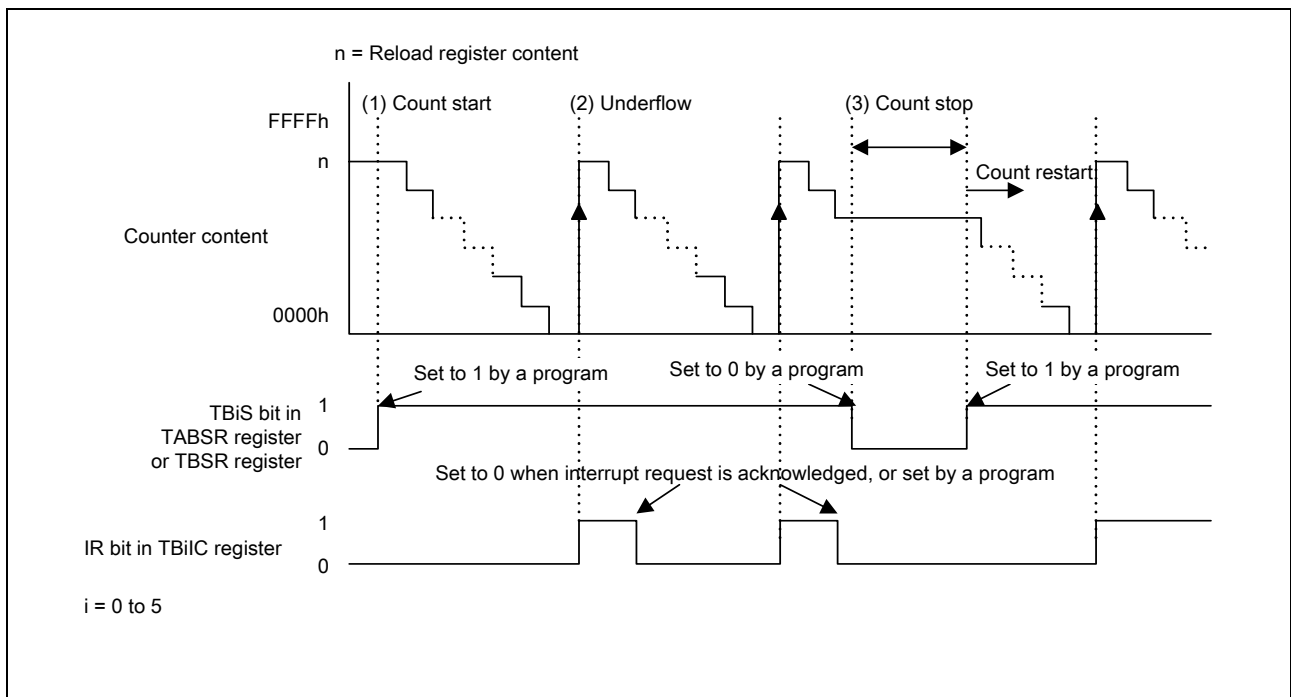 n = Reload register content
(1) Count start
(2) Underflow
(3) Count stop
FFFFh
n
Count restart
Counter content
0000h
Set to 1 by a program
Set to 0 by a program
Set to 1 by a program
TBiS bit in
TABSR register
or TBSR register
1
0
Set to 0 when interrupt request is acknowledged, or set by a program
IR bit in TBiIC register
1
0
i = 0 to 5